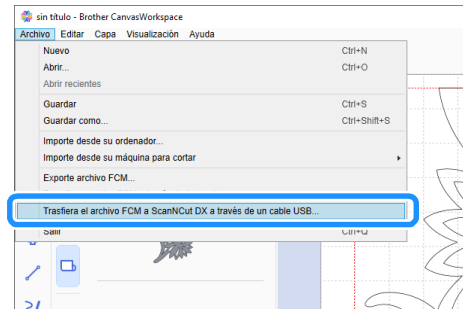 sin título - Brother CanvasWorkspace
Archivo Editar Capa Visualización Ayuda
Nuevo Ctrl+N
Abrir... Ctrl+O
Abrir recientes
Guardar Ctrl+S
Guardar como... Ctrl+Shift+S
Importe desde su ordenador...
Importe desde su máquina para cortar
Exporte archivo FCM...
Trasfiera el archivo FCM a ScanNCut DX a través de un cable USB...
Salir Ctrl+Q